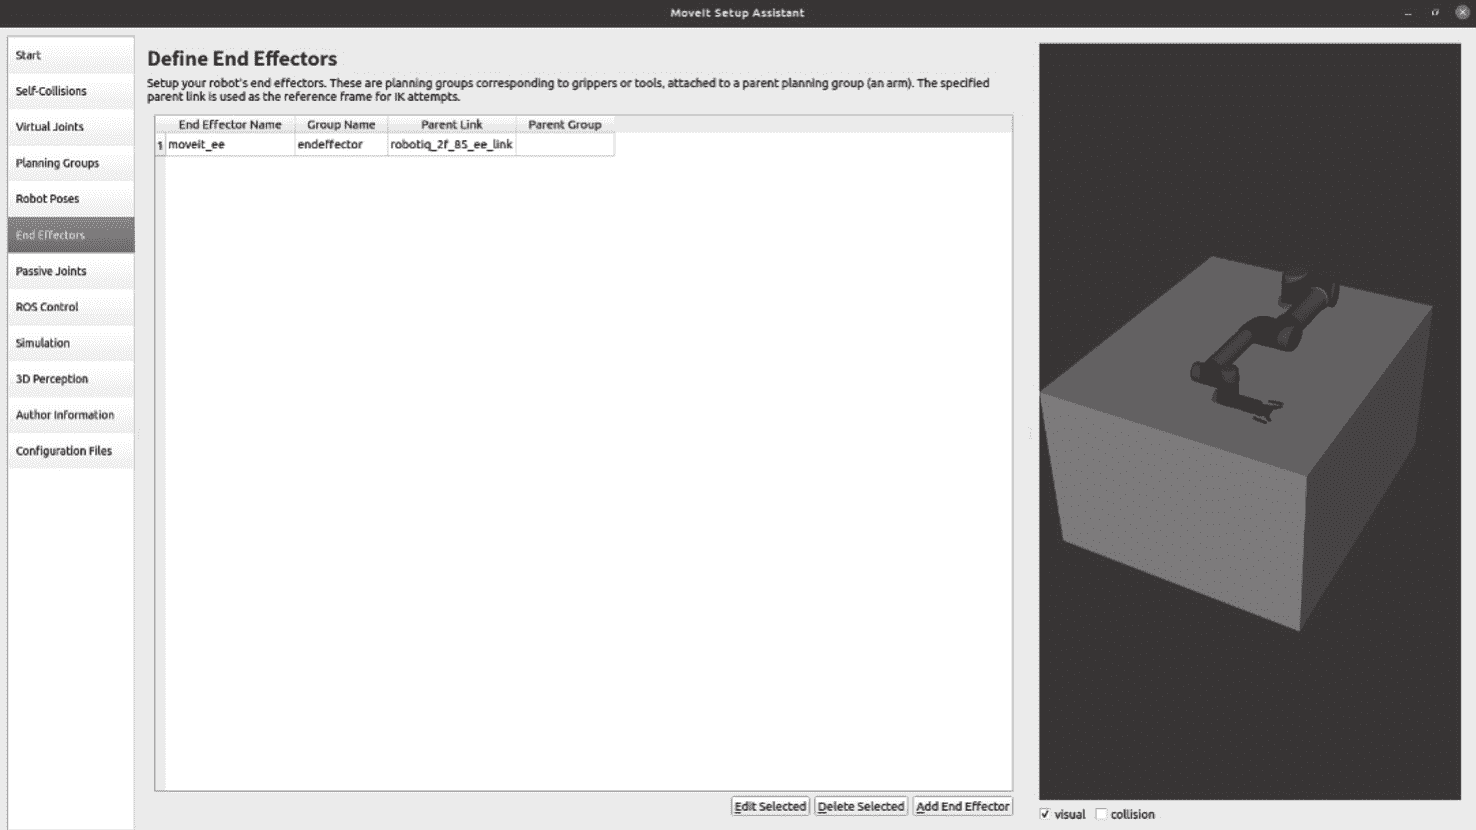 MoveIt Setup Assistant
Start
Self-Collisions
Virtual Joints
Planning Groups
Robot Poses
End Effectors
Passive Joints
ROS Control
Simulation
3D Perception
Author Information
Configuration Files
Define End Effectors
Setup your robot's end effectors. These are planning groups corresponding to grippers or tools, attached to a parent planning group (an arm). The specified
parent link is used as the reference frame for IK attempts.
End Effector Name Group Name Parent Link Parent Group
1 moveit_ee endeffector robotiq_2f_85_ee_link
Edit Selected Delete Selected Add End Effector
visual collision